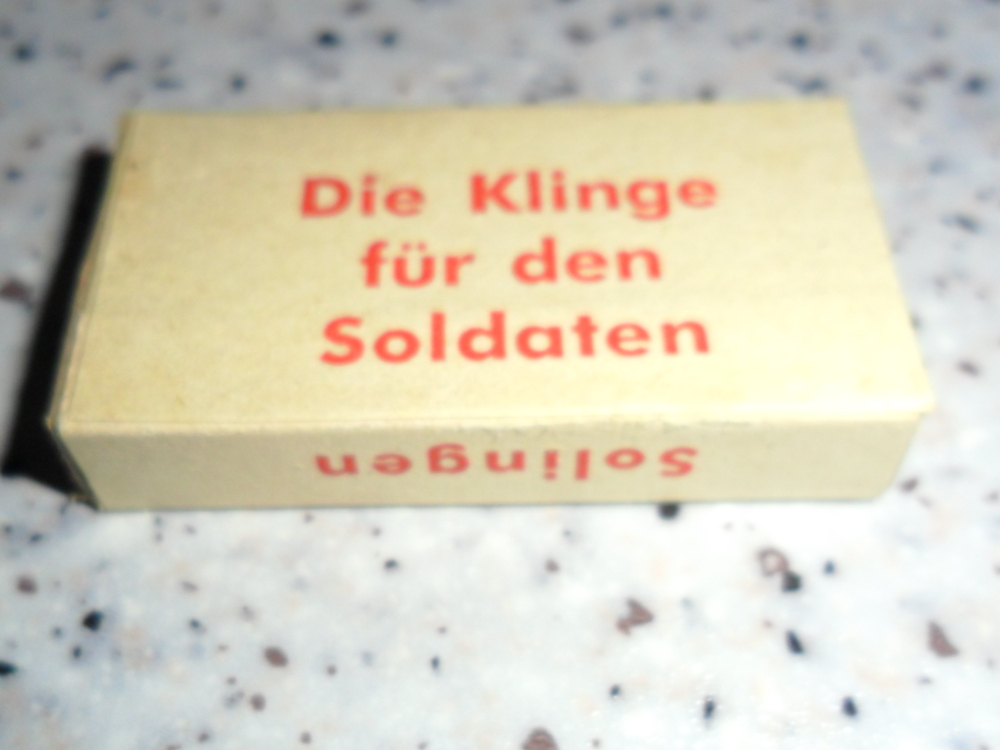 Die Klinge
für den
Soldaten
Solingen